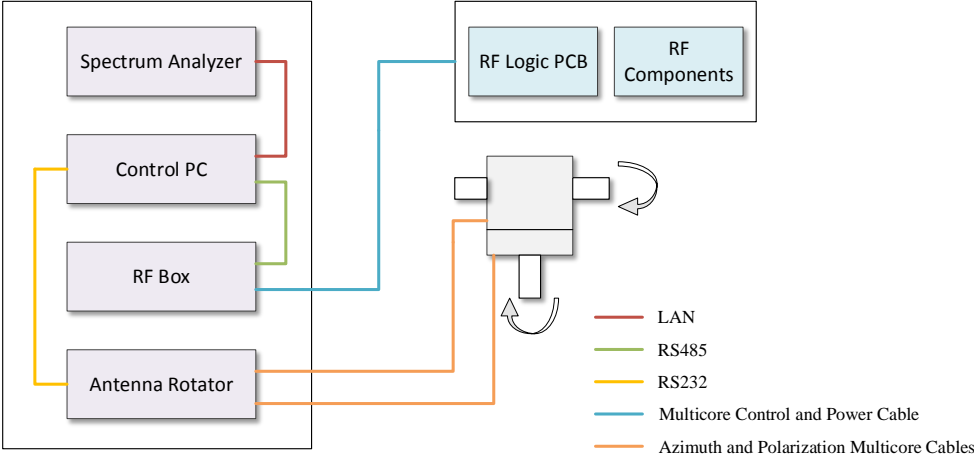 Spectrum Analyzer
Control PC
RF Box
Antenna Rotator
RF Logic PCB
RF
Components
LAN
RS485
RS232
Multicore Control and Power Cable
Azimuth and Polarization Multicore Cables